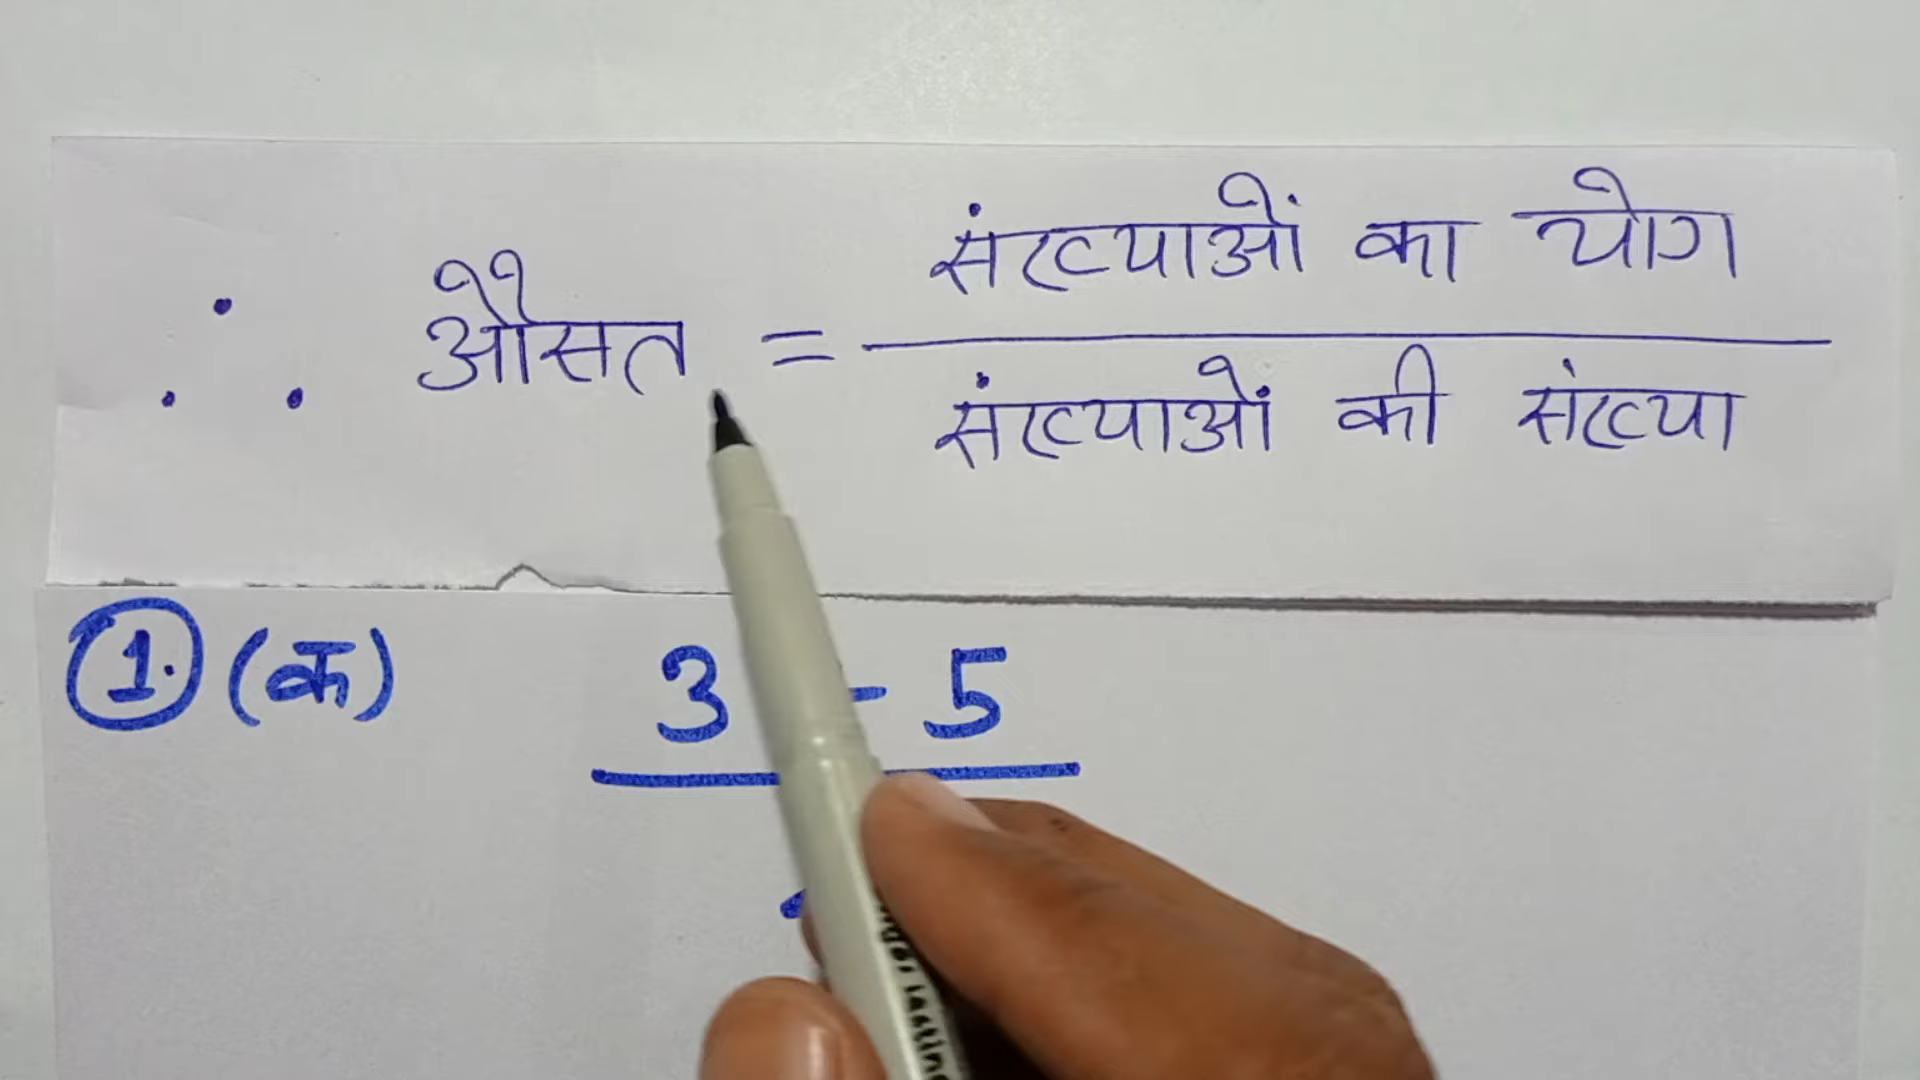 ∴ औसत = संख्याओं का योग
संख्याओं की संख्या
1. (क) 3 5